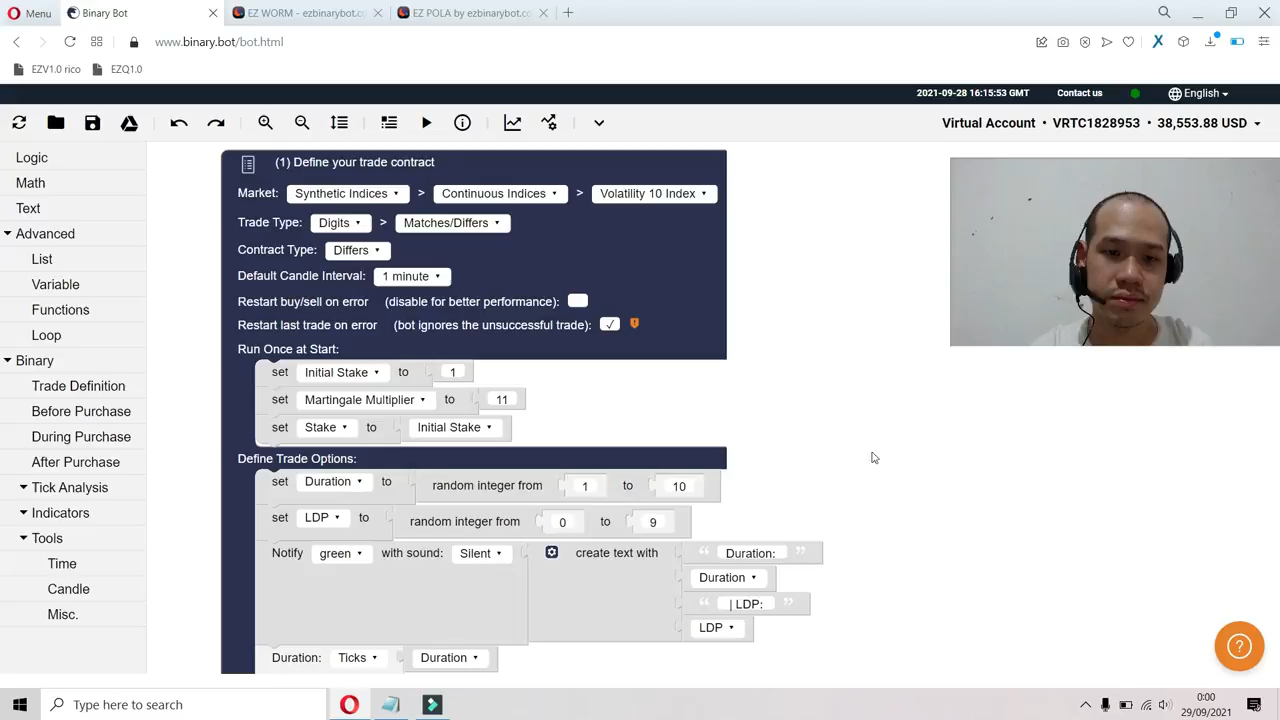 Menu
Binary Bot
EZ WORM - ezbinarybot.co
EZ POLA by ezbinarybot.co
www.binary.bot/bot.html
EZV1.0 rico
EZQ1.0
2021-09-28 16:15:53 GMT
Contact us
English
Virtual Account • VRTC1828953 • 38,553.88 USD
Logic
Math
Text
Advanced
List
Variable
Functions
Loop
Binary
Trade Definition
Before Purchase
During Purchase
After Purchase
Tick Analysis
Indicators
Tools
Time
Candle
Misc.
(1) Define your trade contract
Market: Synthetic Indices > Continuous Indices > Volatility 10 Index
Trade Type: Digits > Matches/Differs
Contract Type: Differs
Default Candle Interval: 1 minute
Restart buy/sell on error (disable for better performance):
Restart last trade on error (bot ignores the unsuccessful trade): ✓
Run Once at Start:
set Initial Stake to 1
set Martingale Multiplier to 11
set Stake to Initial Stake
Define Trade Options:
set Duration to random integer from 1 to 10
set LDP to random integer from 0 to 9
Notify green with sound: Silent create text with “ Duration: ”
Duration
“ | LDP: ”
LDP
Duration: Ticks Duration
Type here to search
0:00
29/09/2021